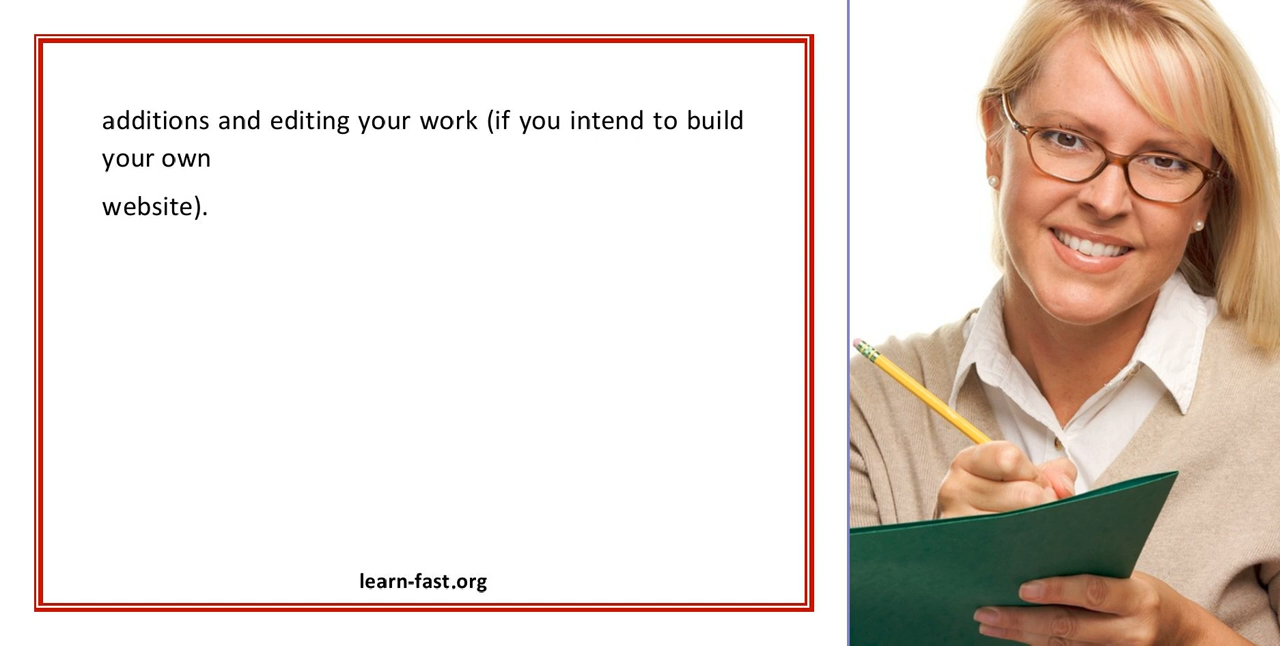 additions and editing your work (if you intend to build
your own
website).
learn-fast.org